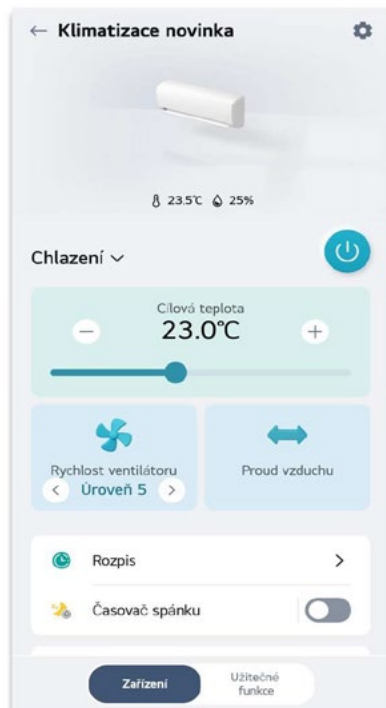 ← Klimatizace novinka
23.5℃ 25%
Chlazení
Cílová teplota
23.0℃
Rychlost ventilátoru
Úroveň 5
Proud vzduchu
Rozpis
Časovač spánku
Zařízení
Užitečné
funkce